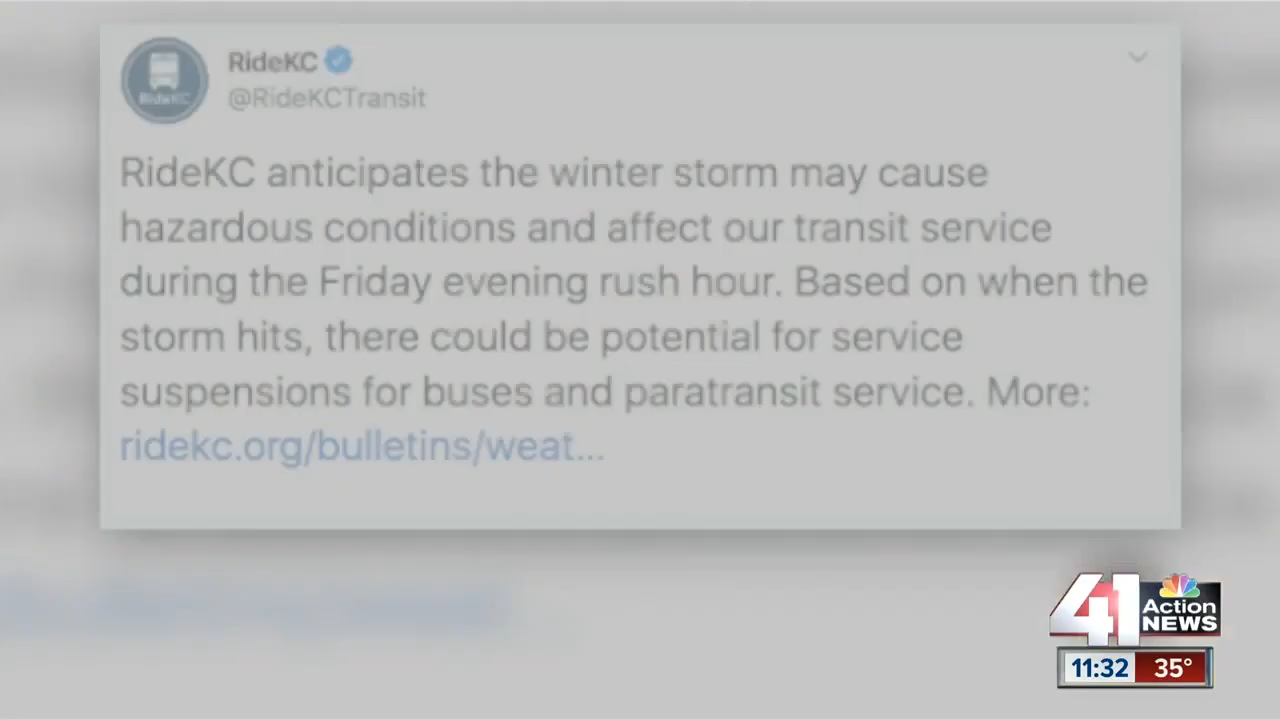 RideKC
@RideKCTransit
RideKC
RideKC anticipates the winter storm may cause
hazardous conditions and affect our transit service
during the Friday evening rush hour. Based on when the
storm hits, there could be potential for service
suspensions for buses and paratransit service. More:
ridekc.org/bulletins/weat...
41
Action
NEWS
11:32 35°